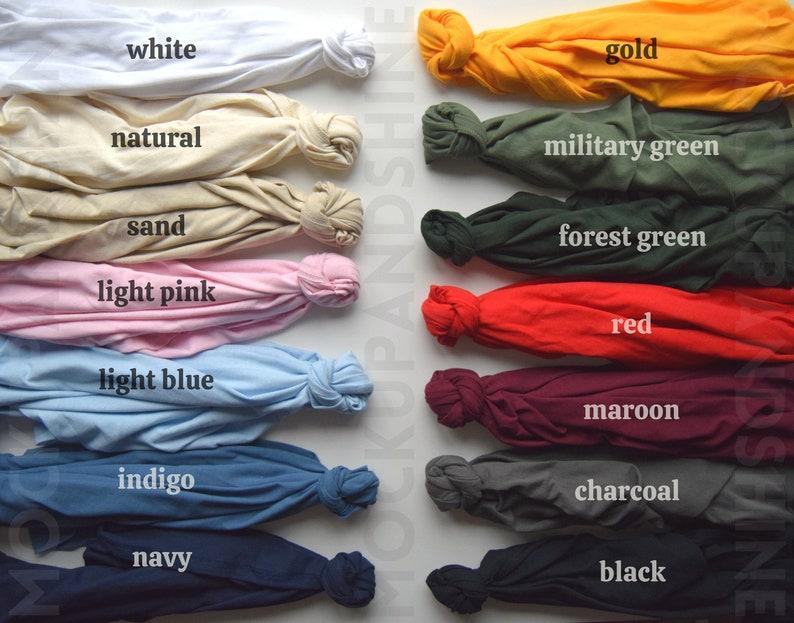 white
natural
sand
light pink
light blue
indigo
navy
gold
military green
forest green
red
maroon
charcoal
black
MOCKUPANDSHINE
MOCKUPANDSHINE
MOCKUPANDSHINE